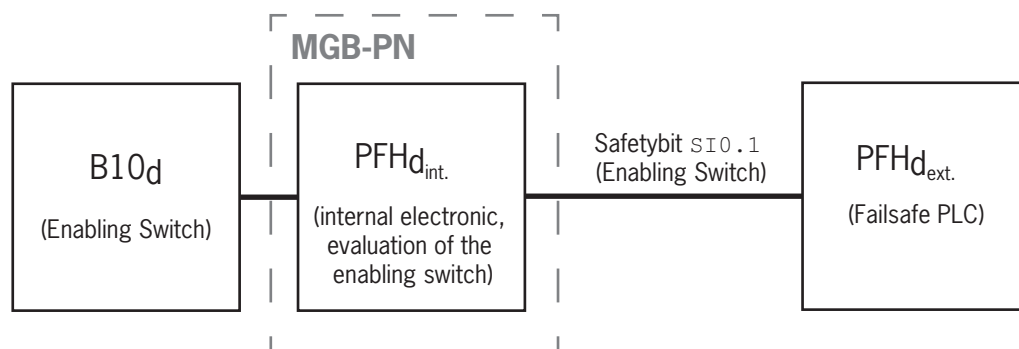 MGB-PN
B10d
(Enabling Switch)
PFHdint.
(internal electronic,
evaluation of the
enabling switch)
Safetybit SI0.1
(Enabling Switch)
PFHdext.
(Failsafe PLC)